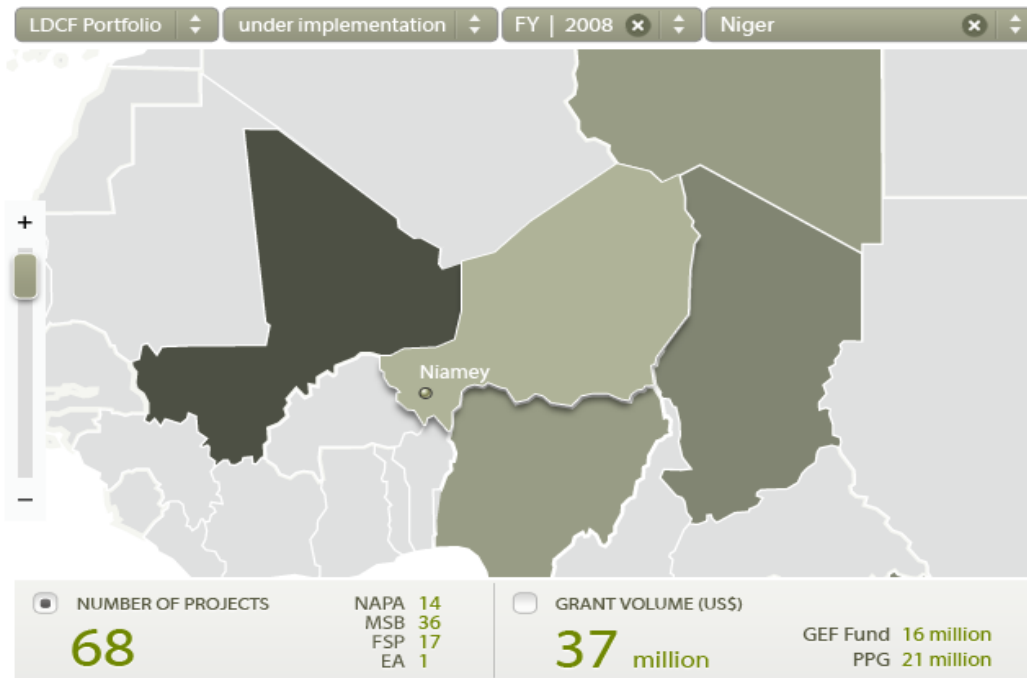 LDCF Portfolio under implementation FY | 2008 Niger
+
Niamey
–
NUMBER OF PROJECTS
68
NAPA 14
MSB 36
FSP 17
EA 1
GRANT VOLUME (US$)
37 million
GEF Fund 16 million
PPG 21 million